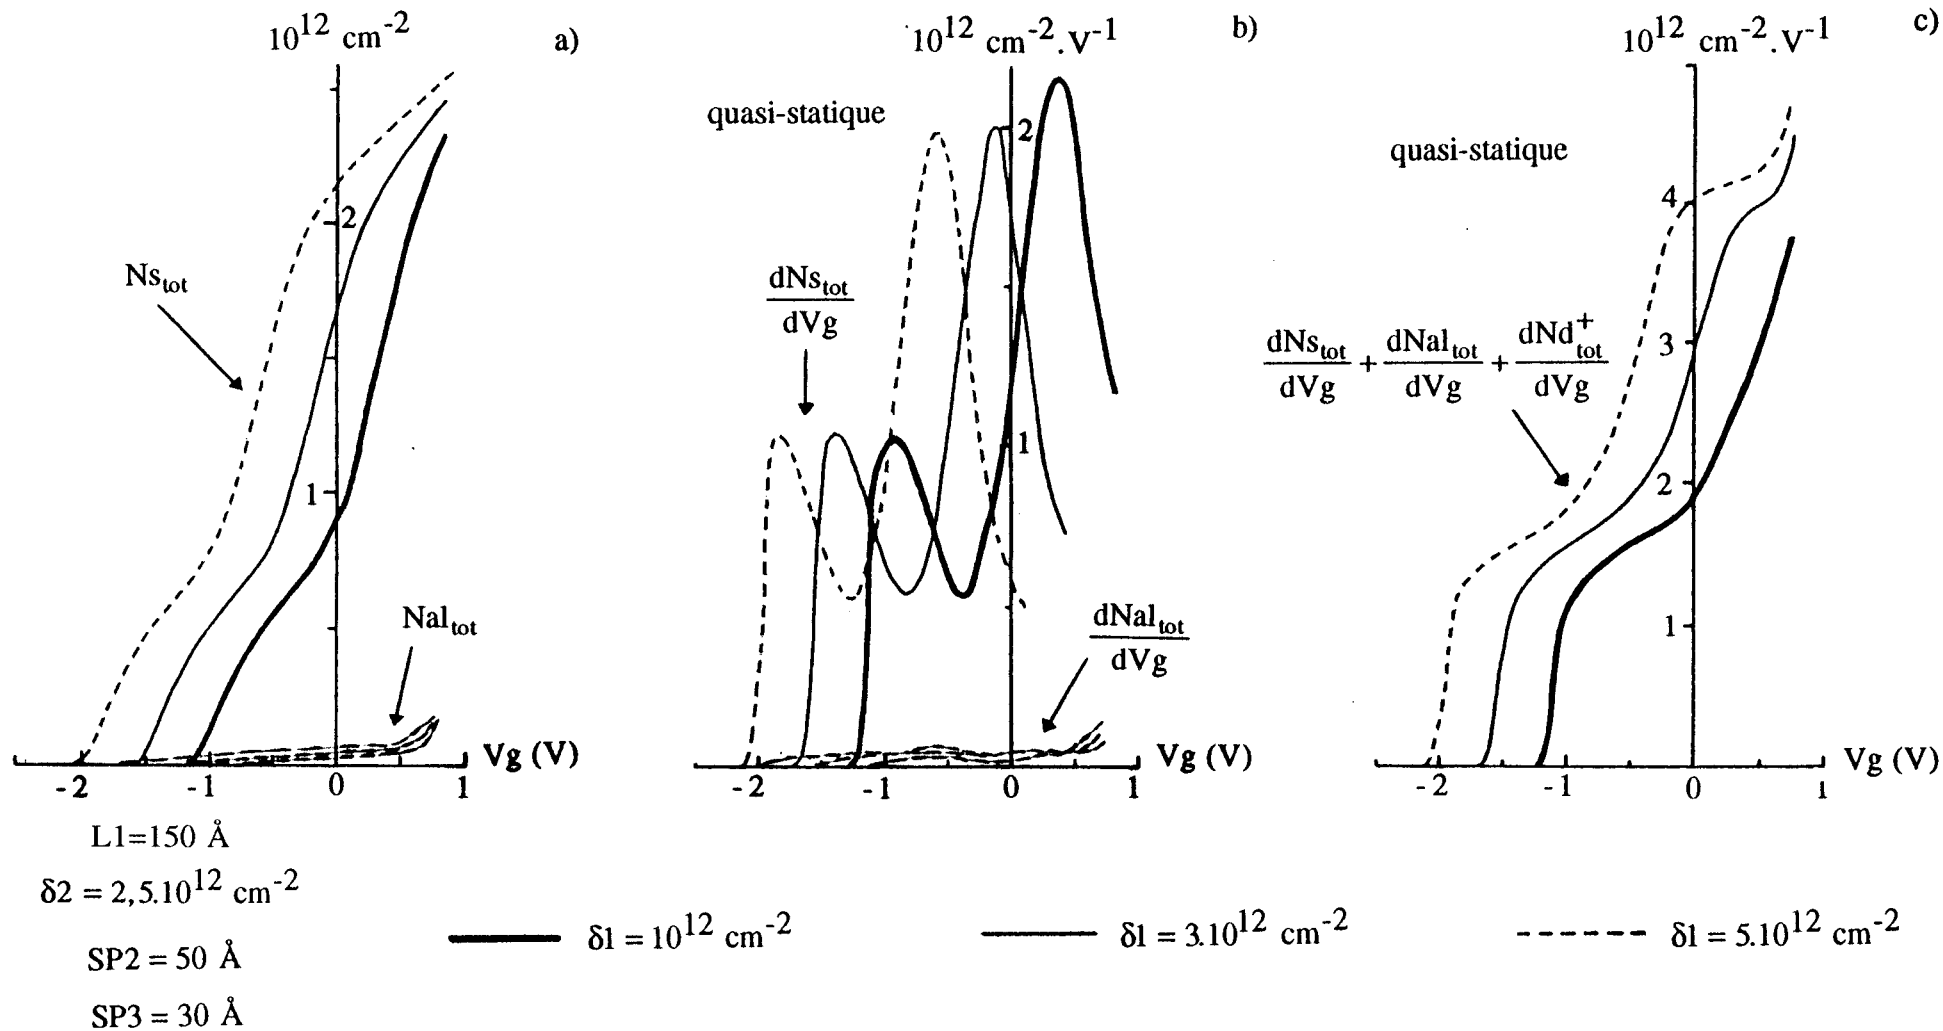 10^12 cm^-2
a)
Ns_tot
2
1
Nal_tot
Vg (V)
-2 -1 0 1
10^12 cm^-2.V^-1
b)
quasi-statique
2
dNs_tot
dVg
1
dNal_tot
dVg
Vg (V)
-2 -1 0 1
10^12 cm^-2.V^-1
c)
quasi-statique
4
3
dNs_tot/dVg + dNal_tot/dVg + dNd^+_tot/dVg
2
1
Vg (V)
-2 -1 0 1
L1=150 Å
δ2 = 2,5.10^12 cm^-2
SP2 = 50 Å
SP3 = 30 Å
δ1 = 10^12 cm^-2
δ1 = 3.10^12 cm^-2
δ1 = 5.10^12 cm^-2